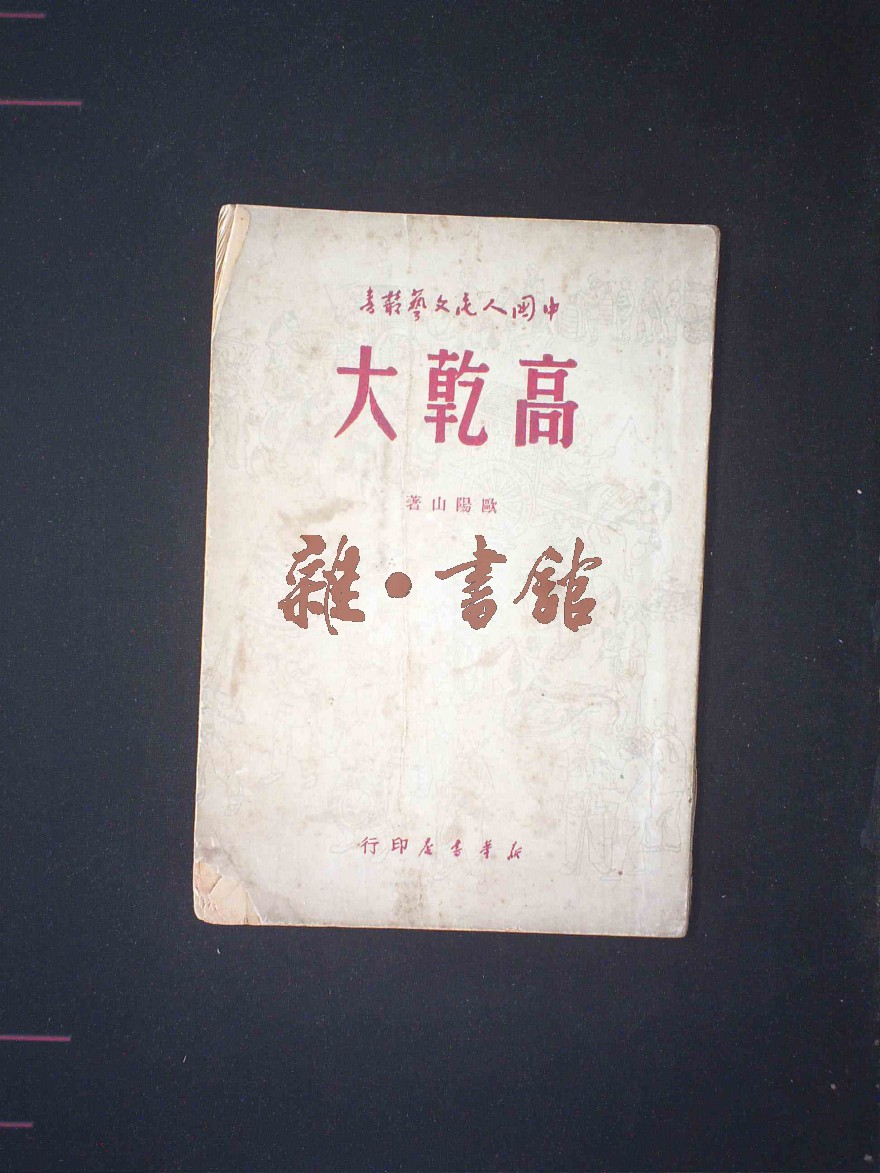 中國人民文藝叢書
高乾大
歐陽山著
雜·書館
新華書店印行